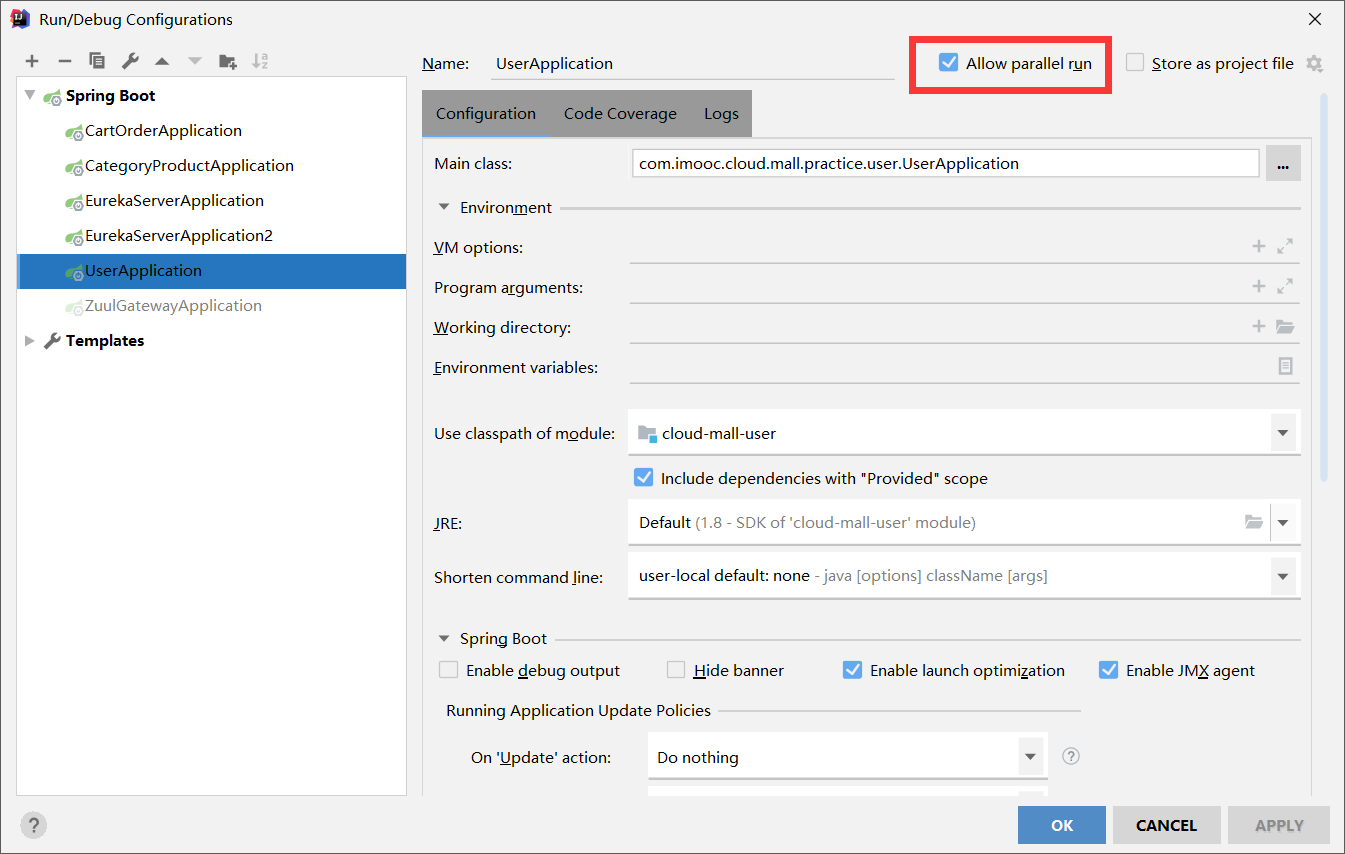 Run/Debug Configurations
Name: UserApplication Allow parallel run Store as project file
Spring Boot
CartOrderApplication
CategoryProductApplication
EurekaServerApplication
EurekaServerApplication2
UserApplication
ZuulGatewayApplication
Templates
Configuration Code Coverage Logs
Main class: com.imooc.cloud.mall.practice.user.UserApplication ...
Environment
VM options:
Program arguments:
Working directory:
Environment variables:
Use classpath of module: cloud-mall-user
Include dependencies with "Provided" scope
JRE: Default (1.8 - SDK of 'cloud-mall-user' module)
Shorten command line: user-local default: none - java [options] className [args]
Spring Boot
Enable debug output Hide banner Enable launch optimization Enable JMX agent
Running Application Update Policies
On 'Update' action: Do nothing ?
? OK CANCEL APPLY